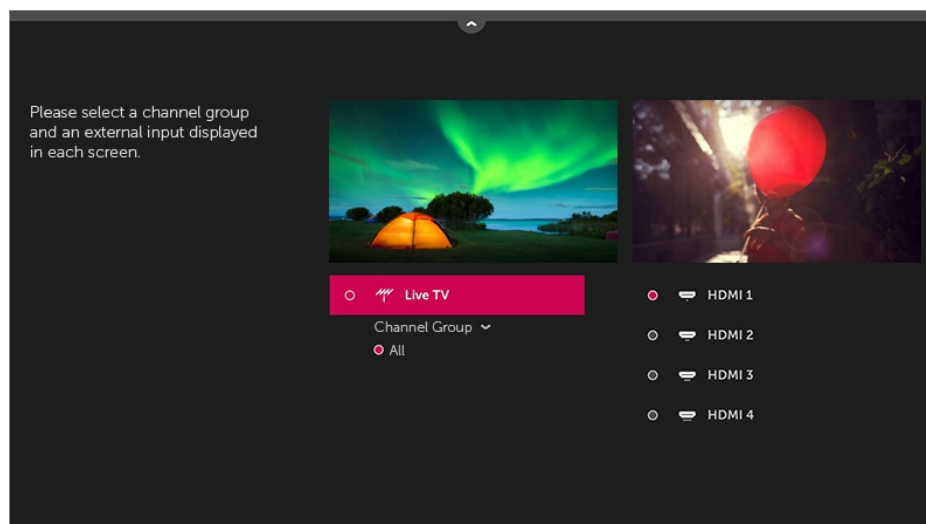 Please select a channel group
and an external input displayed
in each screen.
Live TV
Channel Group
All
HDMI 1
HDMI 2
HDMI 3
HDMI 4